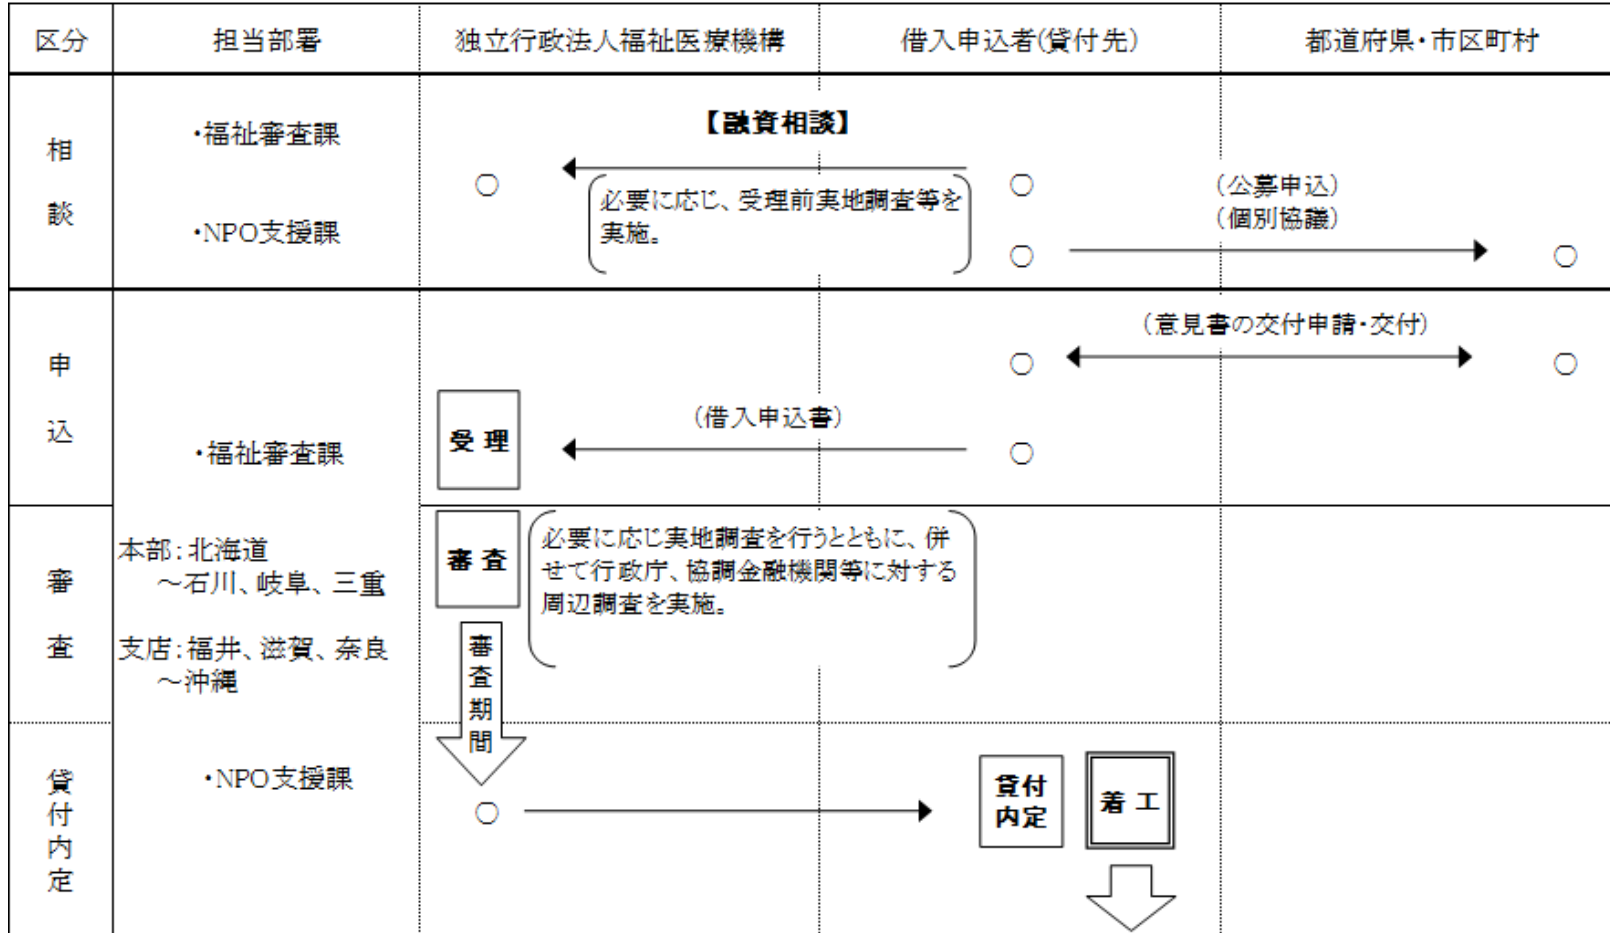 区分
担当部署
独立行政法人福祉医療機構
借入申込者(貸付先)
都道府県・市区町村
相談
・福祉審査課
・NPO支援課
【融資相談】
○
必要に応じ、受理前実地調査等を
実施。
○
○
(公募申込)
(個別協議)
○
申込
(意見書の交付申請・交付)
○
○
・福祉審査課
受理
(借入申込書)
○
審査
本部:北海道
～石川、岐阜、三重
支店:福井、滋賀、奈良
～沖縄
審査
必要に応じ実地調査を行うとともに、併
せて行政庁、協調金融機関等に対する
周辺調査を実施。
審査期間
貸付内定
・NPO支援課
○
貸付
内定
着工